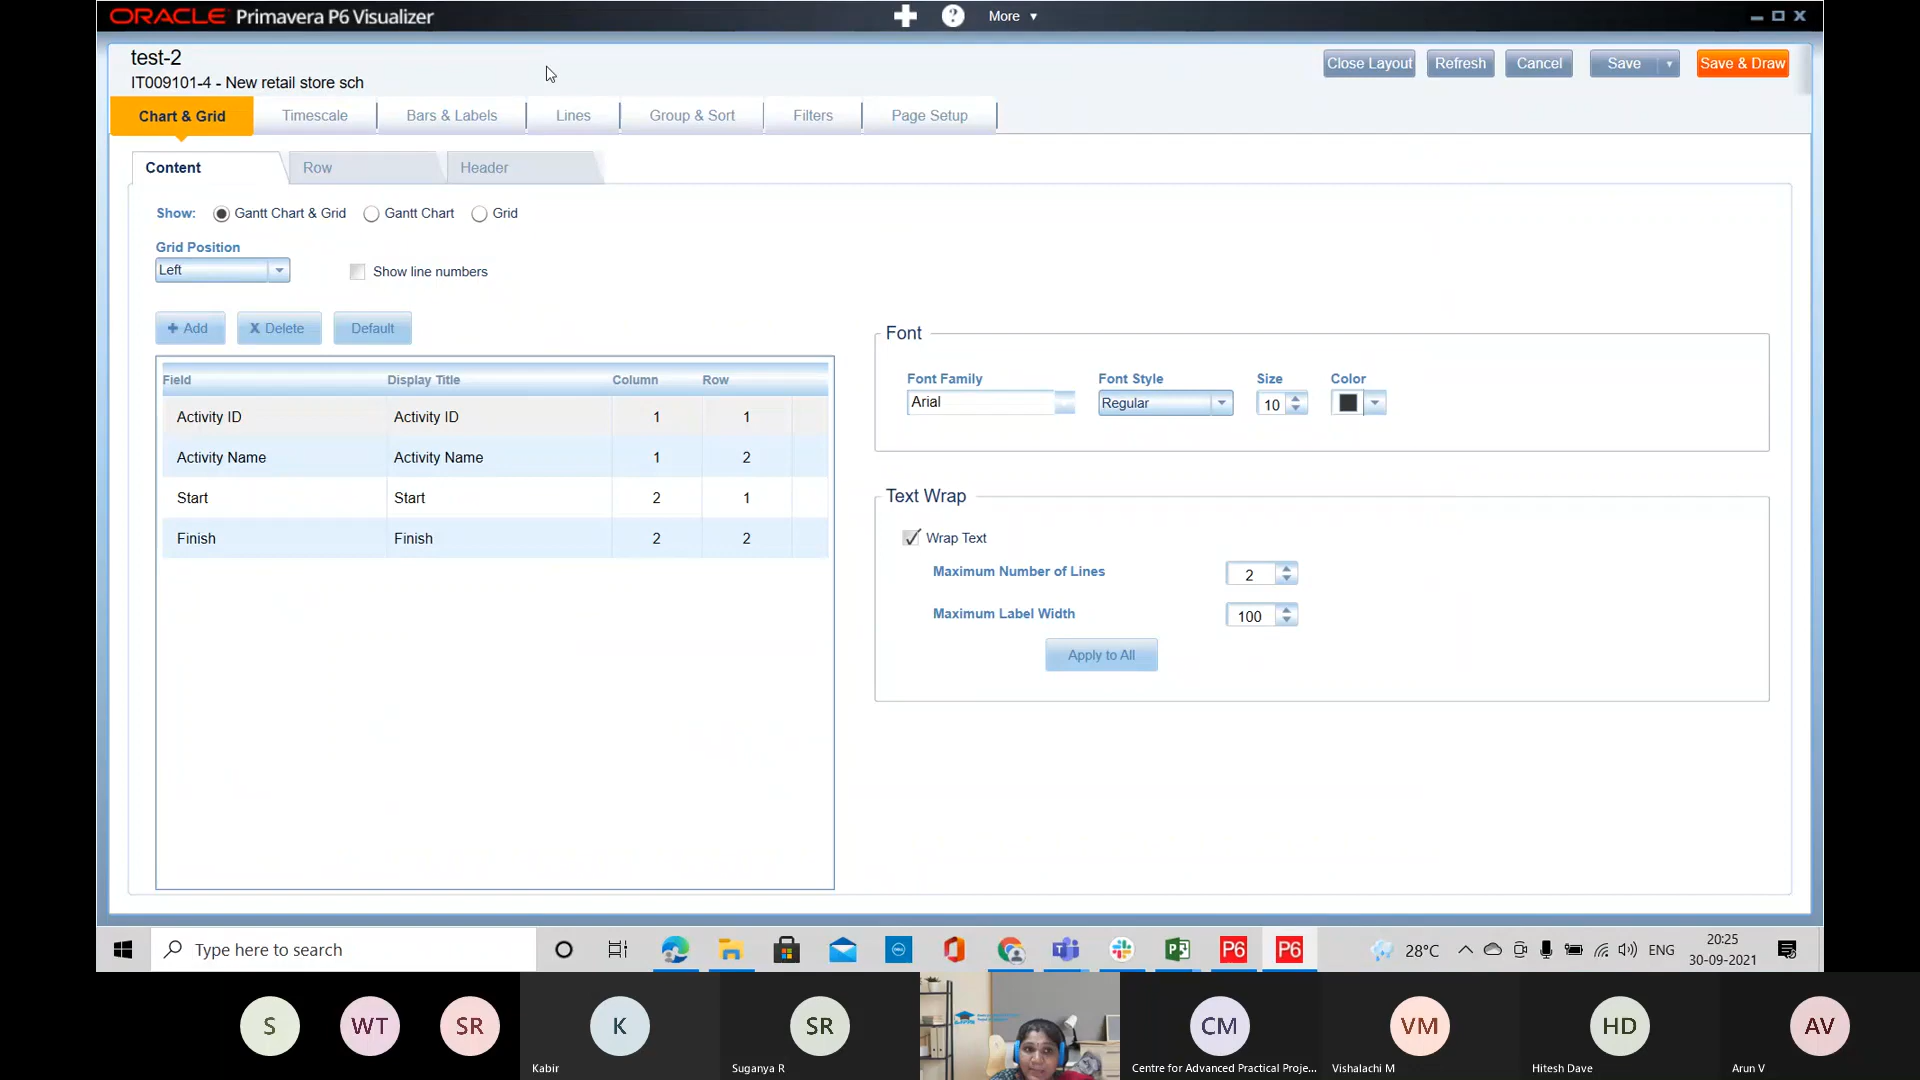 ORACLE Primavera P6 Visualizer
? More
test-2
IT009101-4 - New retail store sch
Close Layout Refresh Cancel Save Save & Draw
Chart & Grid Timescale Bars & Labels Lines Group & Sort Filters Page Setup
Content Row Header
Show: Gantt Chart & Grid Gantt Chart Grid
Grid Position
Left Show line numbers
Add X Delete Default
Field Display Title Column Row
Activity ID Activity ID 1 1
Activity Name Activity Name 1 2
Start Start 2 1
Finish Finish 2 2
Font
Font Family Font Style Size Color
Arial Regular 10
Text Wrap
Wrap Text
Maximum Number of Lines 2
Maximum Label Width 100
Apply to All
Type here to search
P6 P6
28°C ENG
20:25
30-09-2021
S WT SR K SR CM VM HD AV
Kabir Suganya R Centre for Advanced Practical Proje... Vishalachi M Hitesh Dave Arun V